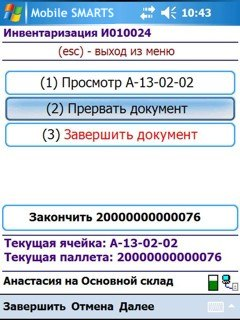 Mobile SMARTS 10:43
Инвентаризация И010024
(esc) - выход из меню
(1) Просмотр А-13-02-02
(2) Прервать документ
(3) Завершить документ
Закончить 20000000000076
Текущая ячейка: А-13-02-02
Текущая паллета: 20000000000076
Анастасия на Основной склад
Завершить Отмена Далее